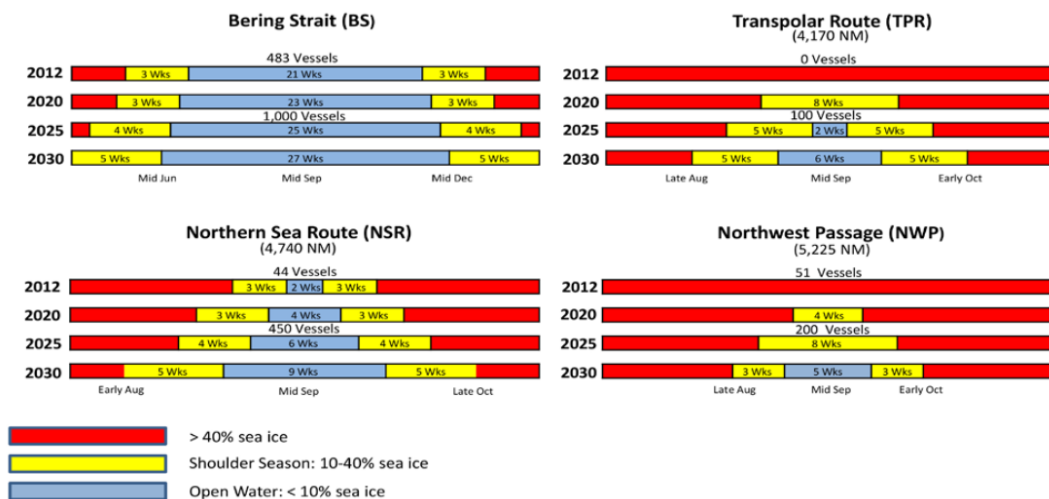 Bering Strait (BS)
483 Vessels
2012 3 Wks 21 Wks 3 Wks
2020 3 Wks 23 Wks 3 Wks
1,000 Vessels
2025 4 Wks 25 Wks 4 Wks
2030 5 Wks 27 Wks 5 Wks
Mid Jun Mid Sep Mid Dec
Transpolar Route (TPR)
(4,170 NM)
0 Vessels
2012
2020 8 Wks
100 Vessels
2025 5 Wks 2 Wks 5 Wks
2030 5 Wks 6 Wks 5 Wks
Late Aug Mid Sep Early Oct
Northern Sea Route (NSR)
(4,740 NM)
44 Vessels
2012 3 Wks 2 Wks 3 Wks
2020 3 Wks 4 Wks 3 Wks
450 Vessels
2025 4 Wks 6 Wks 4 Wks
2030 5 Wks 9 Wks 5 Wks
Early Aug Mid Sep Late Oct
Northwest Passage (NWP)
(5,225 NM)
51 Vessels
2012
2020 4 Wks
200 Vessels
2025 8 Wks
2030 3 Wks 5 Wks 3 Wks
Late Aug Mid Sep Early Oct
> 40% sea ice
Shoulder Season: 10-40% sea ice
Open Water: < 10% sea ice